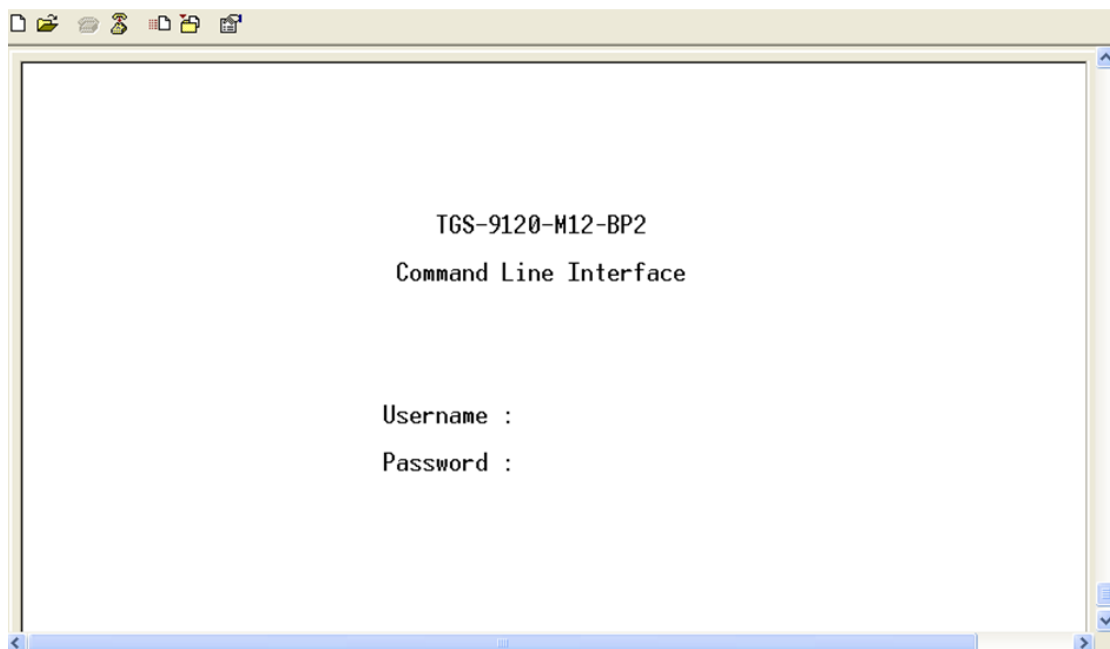 TGS-9120-M12-BP2
Command Line Interface
Username :
Password :